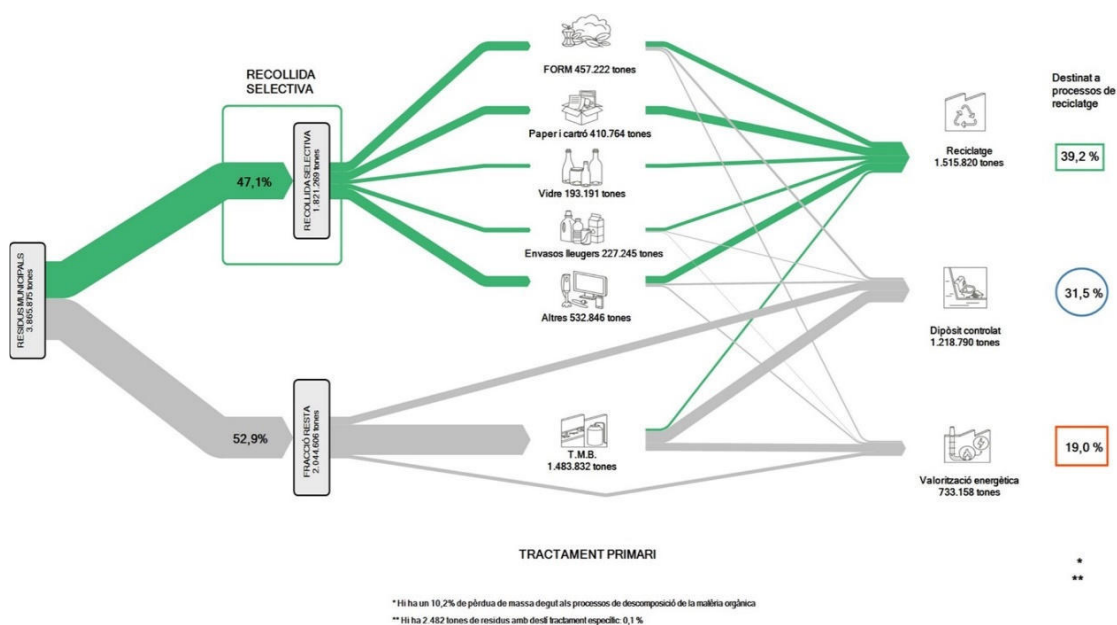 RECOLLIDA
SELECTIVA
47,1%
RECOLLIDA SELECTIVA
1.821.269 tones
RESIDUS MUNICIPALS
3.865.875 tones
52,9%
FRACCIÓ RESTA
2.044.606 tones
FORM 457.222 tones
Paper i cartró 410.764 tones
Vidre 193.191 tones
Envasos lleugers 227.245 tones
Altres 532.846 tones
T.M.B.
1.483.832 tones
Reciclatge
1.515.820 tones
Dipòsit controlat
1.218.790 tones
Valorització energètica
733.158 tones
Destinat a
processos de
reciclatge
39,2 %
31,5 %
19,0 %
TRACTAMENT PRIMARI
*
**
* Hi ha un 10,2% de pèrdua de massa degut als processos de descomposició de la matèria orgànica
** Hi ha 2.482 tones de residus amb destí tractament específic: 0,1 %